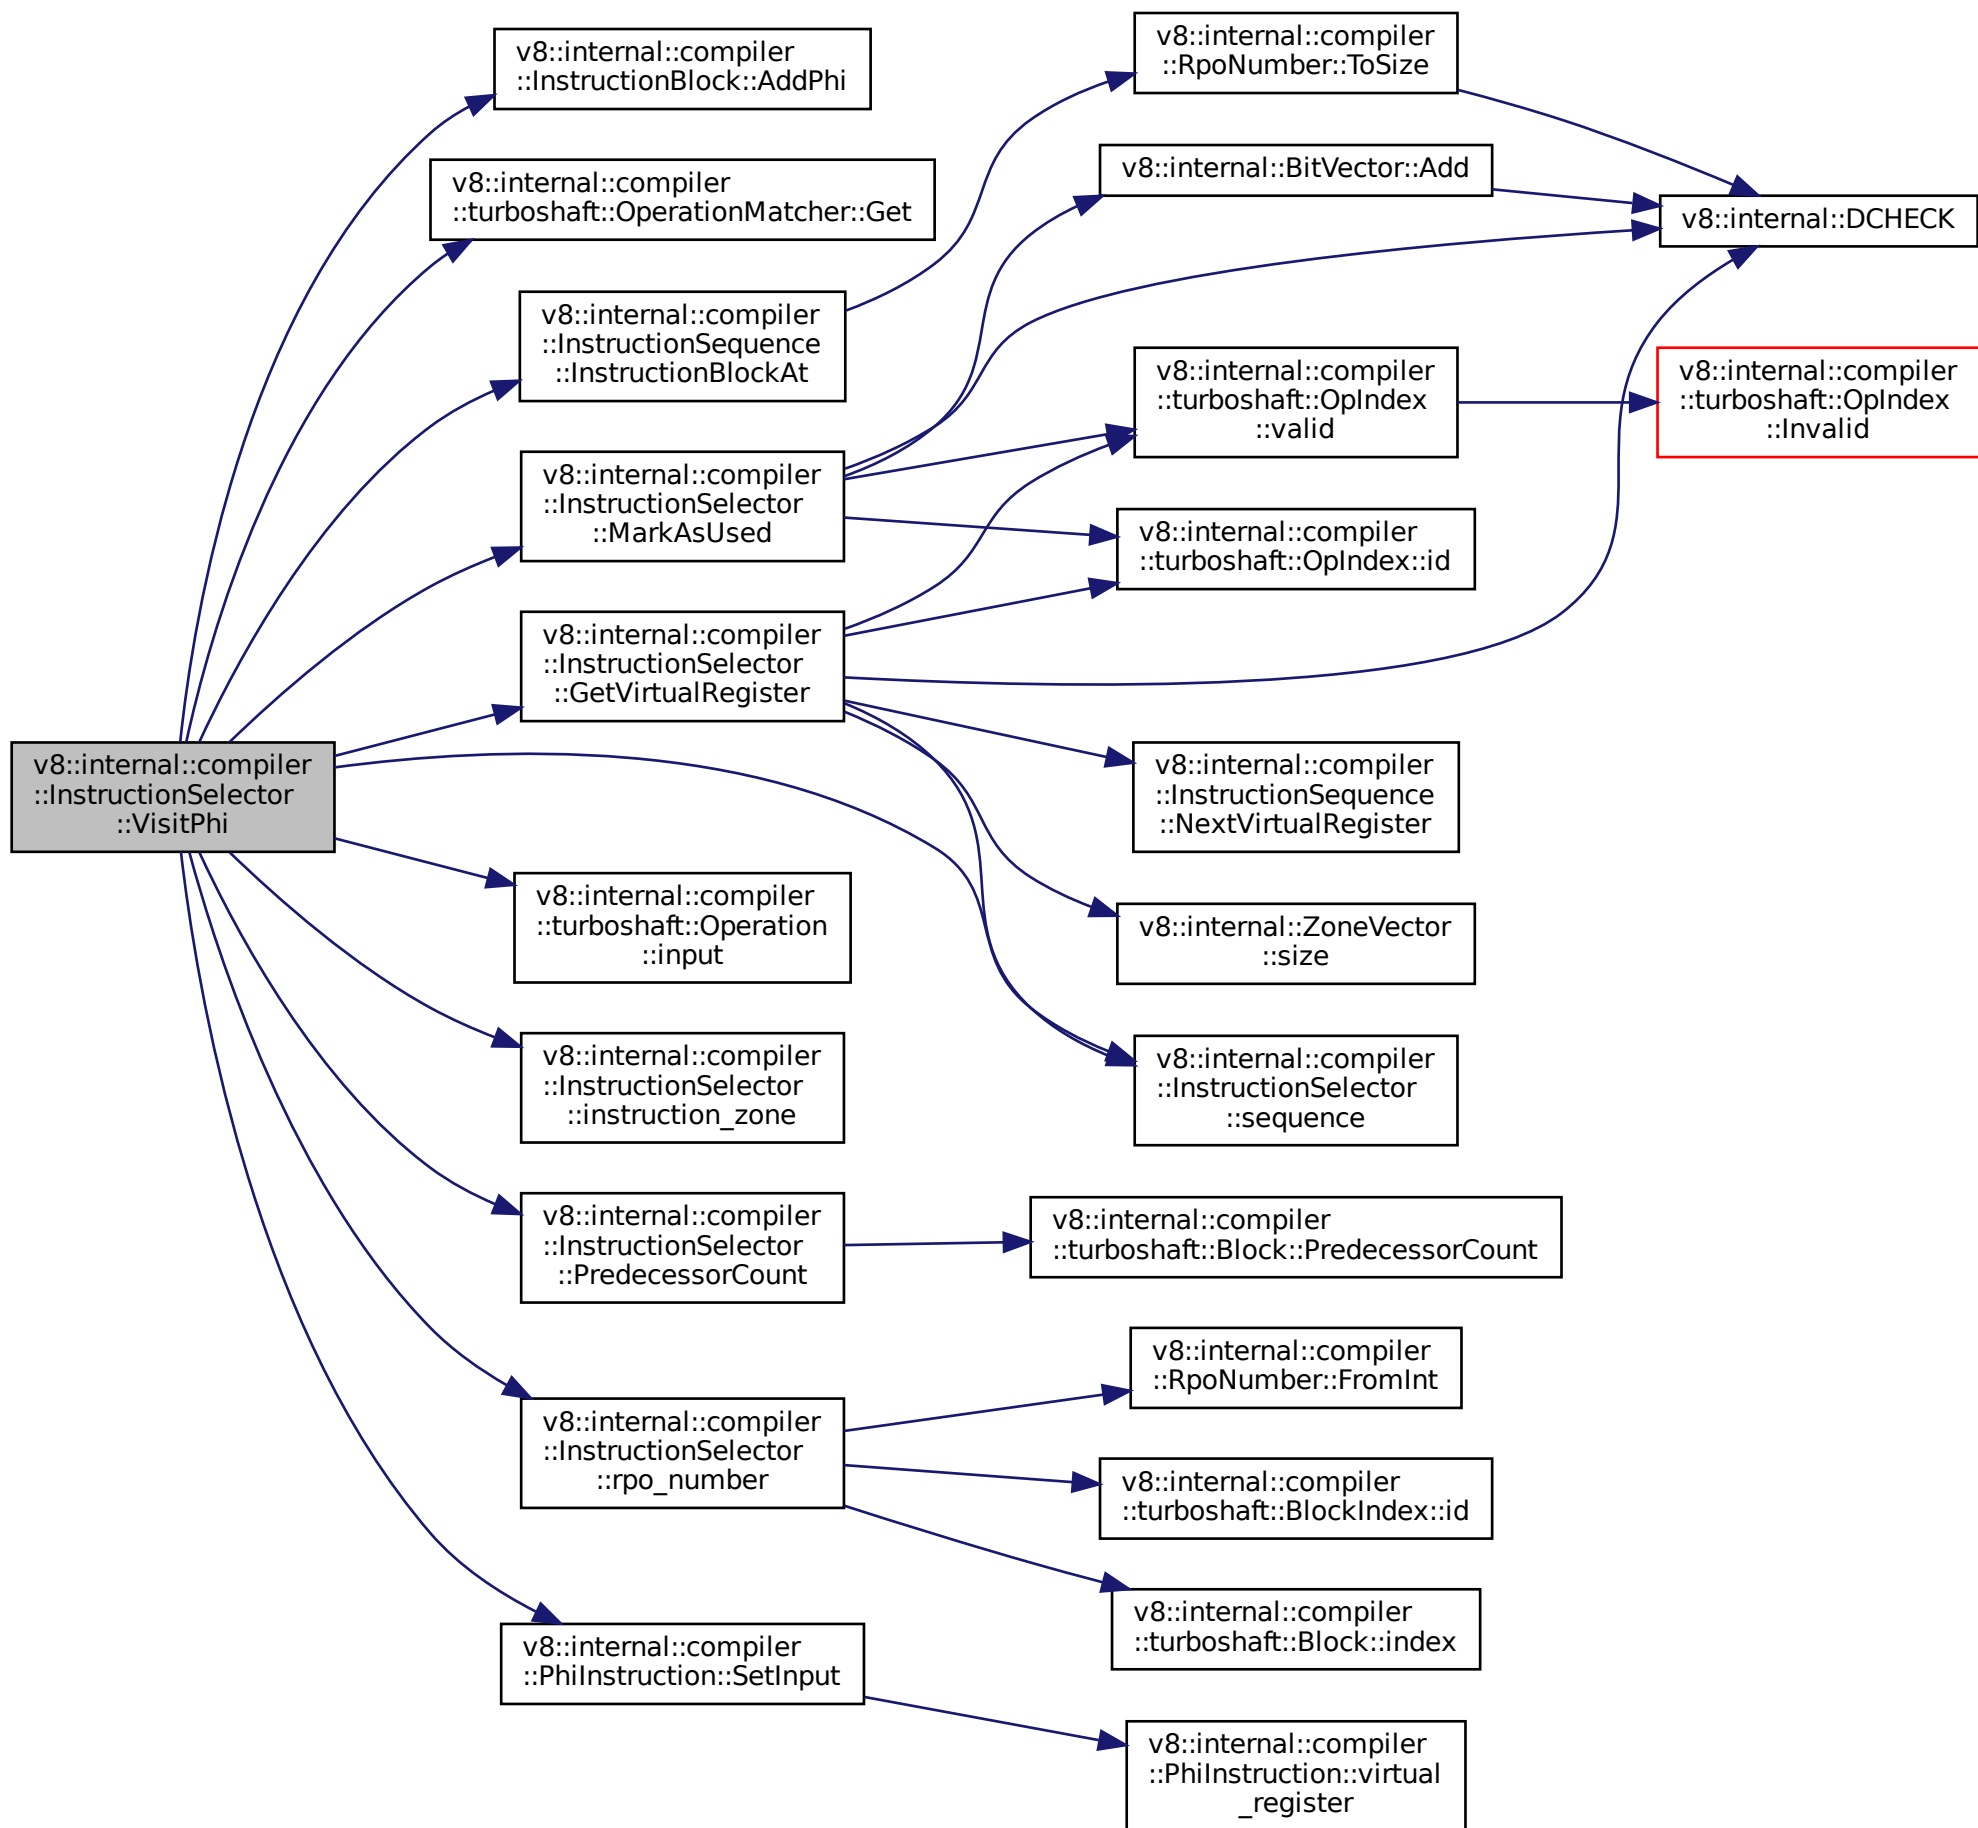 v8::internal::compiler
::InstructionSelector
::VisitPhi
v8::internal::compiler
::InstructionBlock::AddPhi
v8::internal::compiler
::turboshaft::OperationMatcher::Get
v8::internal::compiler
::InstructionSequence
::InstructionBlockAt
v8::internal::compiler
::InstructionSelector
::MarkAsUsed
v8::internal::compiler
::InstructionSelector
::GetVirtualRegister
v8::internal::compiler
::turboshaft::Operation
::input
v8::internal::compiler
::InstructionSelector
::instruction_zone
v8::internal::compiler
::InstructionSelector
::PredecessorCount
v8::internal::compiler
::InstructionSelector
::rpo_number
v8::internal::compiler
::PhiInstruction::SetInput
v8::internal::compiler
::RpoNumber::ToSize
v8::internal::BitVector::Add
v8::internal::compiler
::turboshaft::OpIndex
::valid
v8::internal::compiler
::turboshaft::OpIndex::id
v8::internal::compiler
::InstructionSequence
::NextVirtualRegister
v8::internal::ZoneVector
::size
v8::internal::compiler
::InstructionSelector
::sequence
v8::internal::compiler
::turboshaft::Block::PredecessorCount
v8::internal::compiler
::RpoNumber::FromInt
v8::internal::compiler
::turboshaft::BlockIndex::id
v8::internal::compiler
::turboshaft::Block::index
v8::internal::compiler
::PhiInstruction::virtual
_register
v8::internal::DCHECK
v8::internal::compiler
::turboshaft::OpIndex
::Invalid